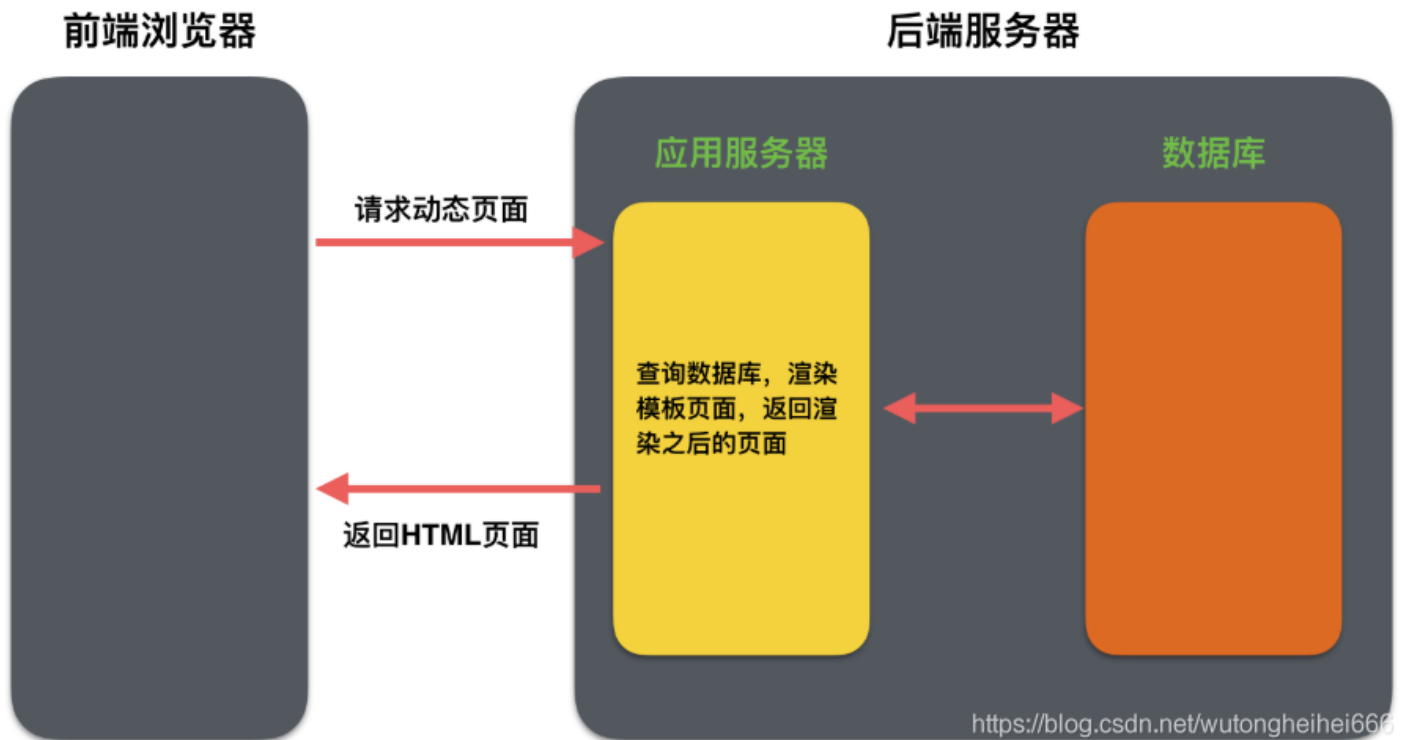 前端浏览器
后端服务器
应用服务器
数据库
请求动态页面
查询数据库，渲染
模板页面，返回渲
染之后的页面
返回HTML页面
https://blog.csdn.net/wutongheihei666